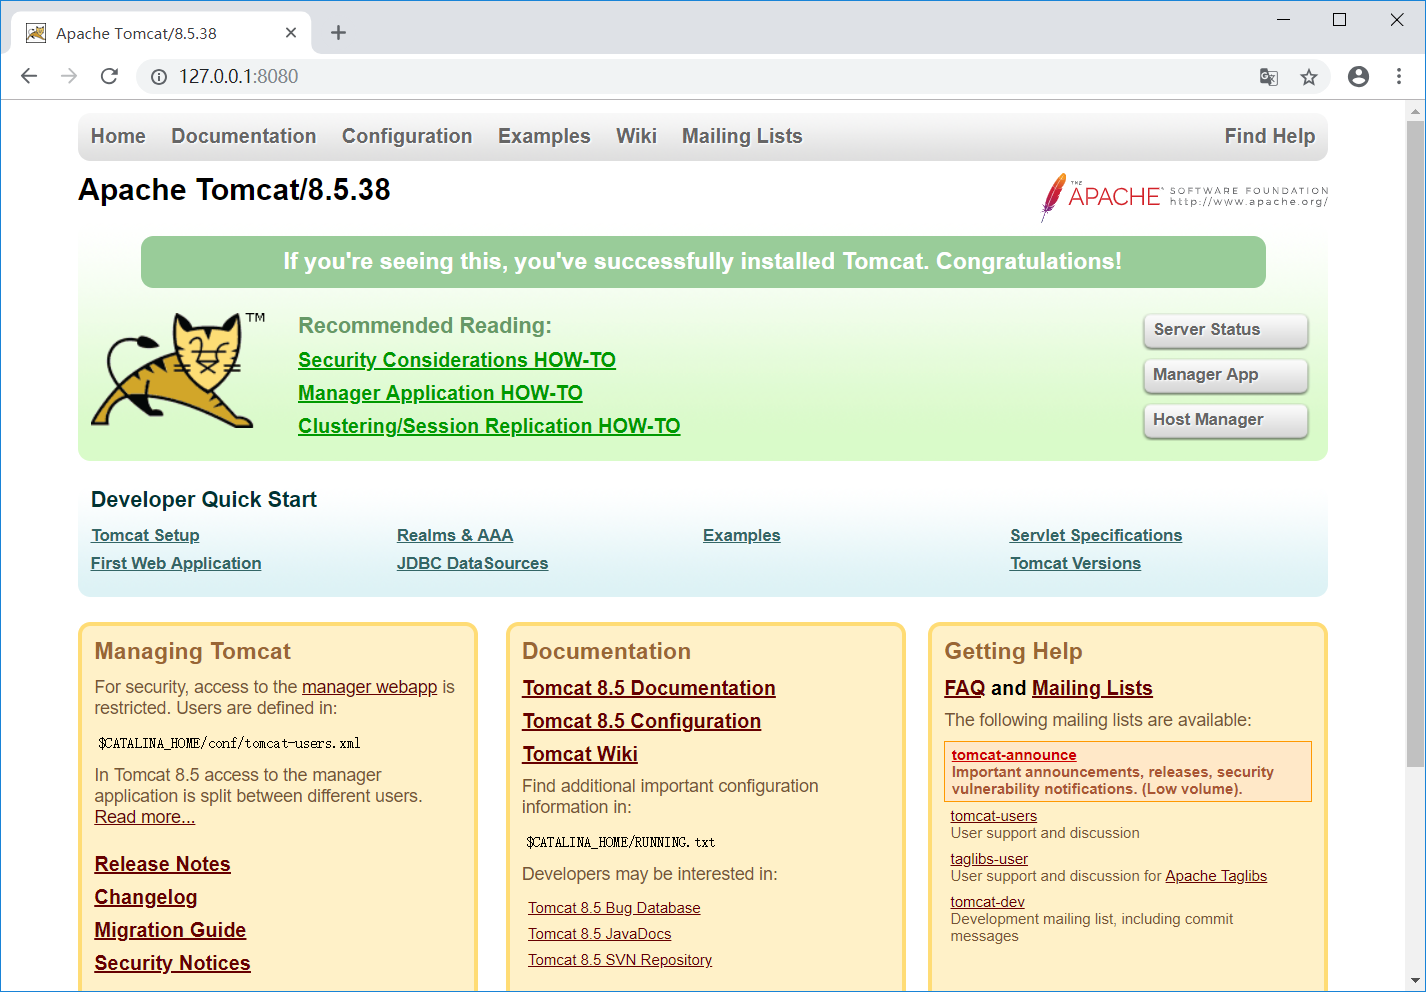 Apache Tomcat/8.5.38
127.0.0.1:8080
Home Documentation Configuration Examples Wiki Mailing Lists Find Help
Apache Tomcat/8.5.38
THE APACHE® SOFTWARE FOUNDATION
http://www.apache.org/
If you're seeing this, you've successfully installed Tomcat. Congratulations!
TM
Recommended Reading:
Security Considerations HOW-TO
Manager Application HOW-TO
Clustering/Session Replication HOW-TO
Server Status
Manager App
Host Manager
Developer Quick Start
Tomcat Setup
First Web Application
Realms & AAA
JDBC DataSources
Examples
Servlet Specifications
Tomcat Versions
Managing Tomcat
For security, access to the manager webapp is
restricted. Users are defined in:
$CATALINA_HOME/conf/tomcat-users.xml
In Tomcat 8.5 access to the manager
application is split between different users.
Read more...
Release Notes
Changelog
Migration Guide
Security Notices
Documentation
Tomcat 8.5 Documentation
Tomcat 8.5 Configuration
Tomcat Wiki
Find additional important configuration
information in:
$CATALINA_HOME/RUNNING.txt
Developers may be interested in:
Tomcat 8.5 Bug Database
Tomcat 8.5 JavaDocs
Tomcat 8.5 SVN Repository
Getting Help
FAQ and Mailing Lists
The following mailing lists are available:
tomcat-announce
Important announcements, releases, security
vulnerability notifications. (Low volume).
tomcat-users
User support and discussion
taglibs-user
User support and discussion for Apache Taglibs
tomcat-dev
Development mailing list, including commit
messages